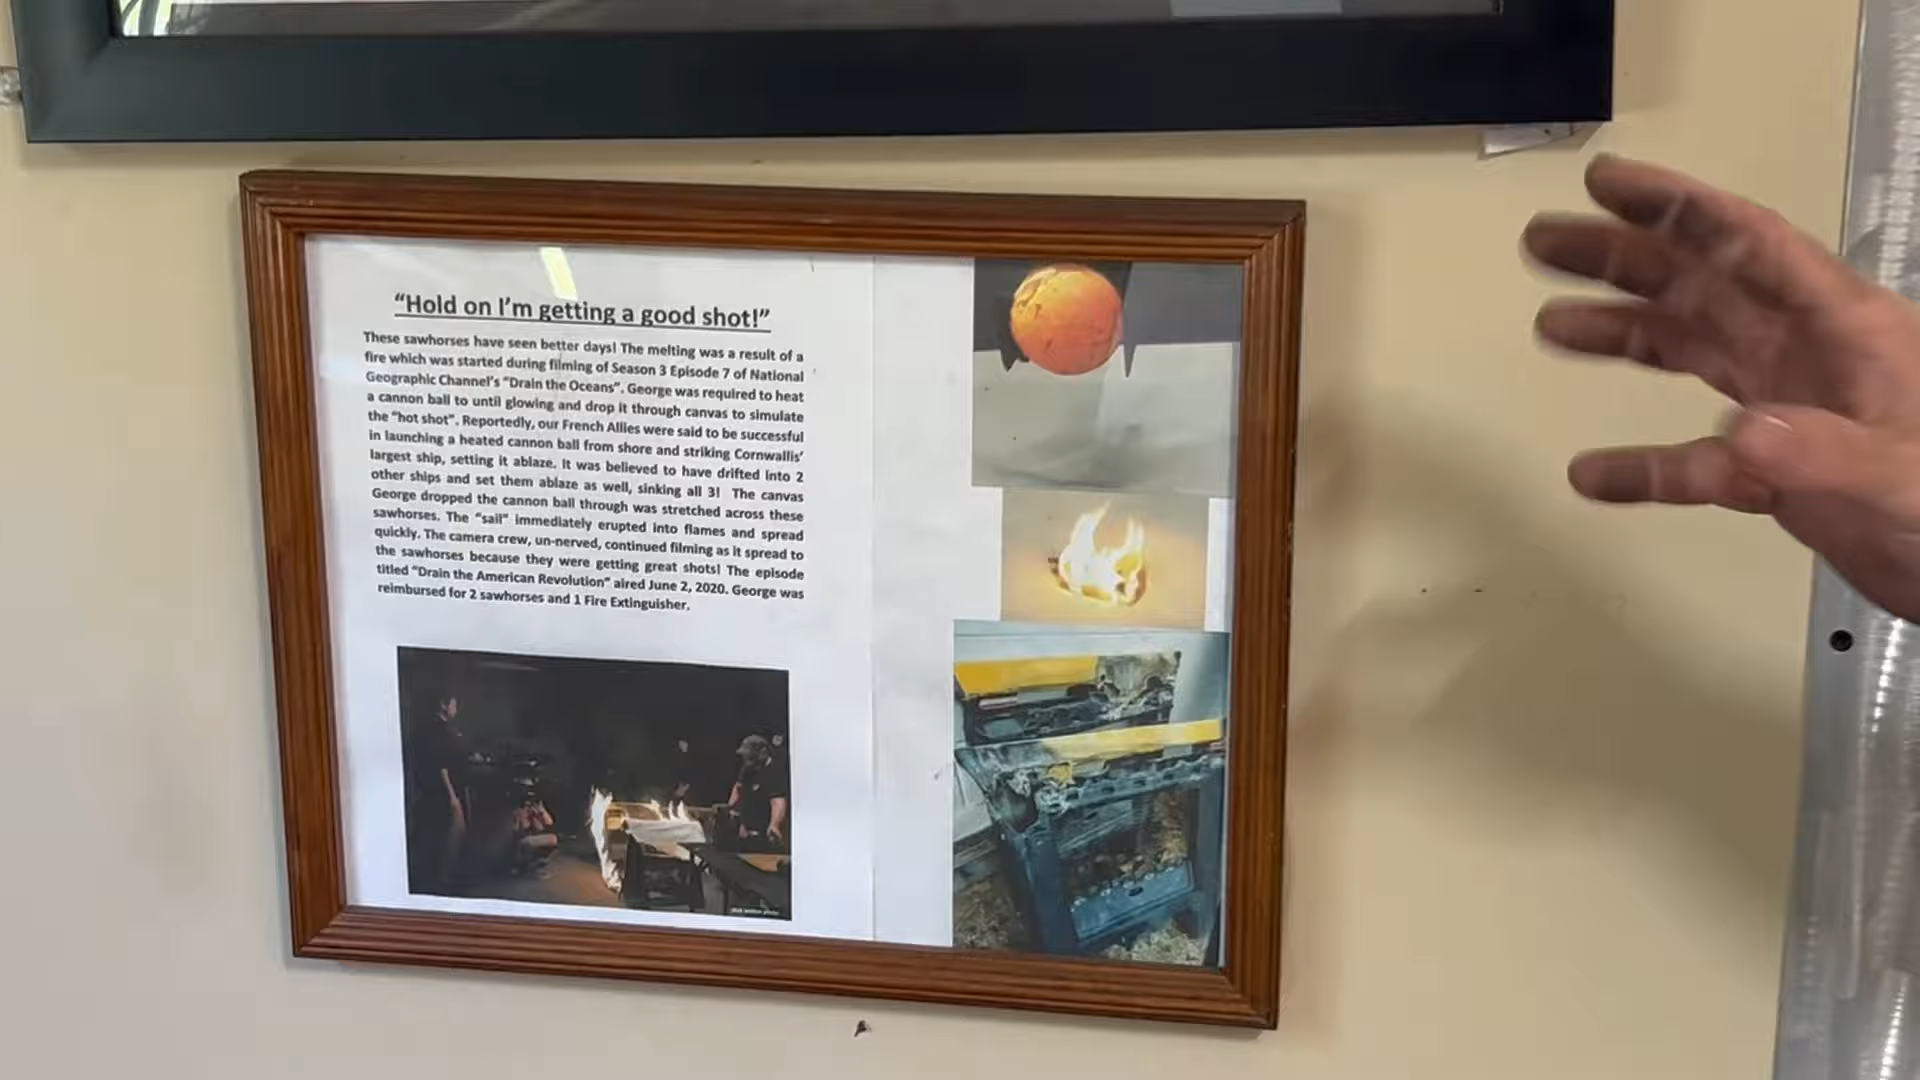 “Hold on I’m getting a good shot!”
These sawhorses have seen better days! The melting was a result of a
fire which was started during filming of Season 3 Episode 7 of National
Geographic Channel’s “Drain the Oceans”. George was required to heat
a cannon ball to until glowing and drop it through canvas to simulate
the “hot shot”. Reportedly, our French Allies were said to be successful
in launching a heated cannon ball from shore and striking Cornwallis’
largest ship, setting it ablaze. It was believed to have drifted into 2
other ships and set them ablaze as well, sinking all 3! The canvas
George dropped the cannon ball through was stretched across these
sawhorses. The “sail” immediately erupted into flames and spread
quickly. The camera crew, un-nerved, continued filming as it spread to
the sawhorses because they were getting great shots! The episode
titled “Drain the American Revolution” aired June 2, 2020. George was
reimbursed for 2 sawhorses and 1 Fire Extinguisher.